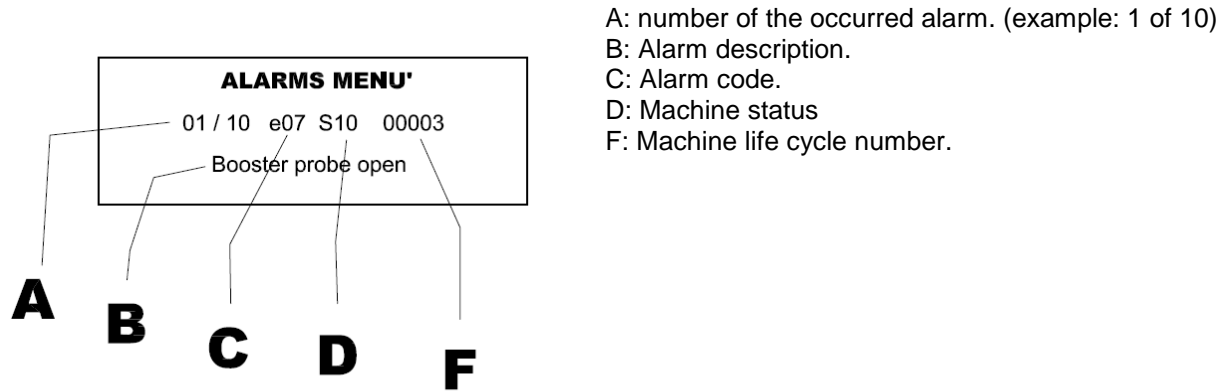 ALARMS MENU'
01 / 10 e07 S10 00003
Booster probe open
A
B
C
D
F
A: number of the occurred alarm. (example: 1 of 10)
B: Alarm description.
C: Alarm code.
D: Machine status
F: Machine life cycle number.